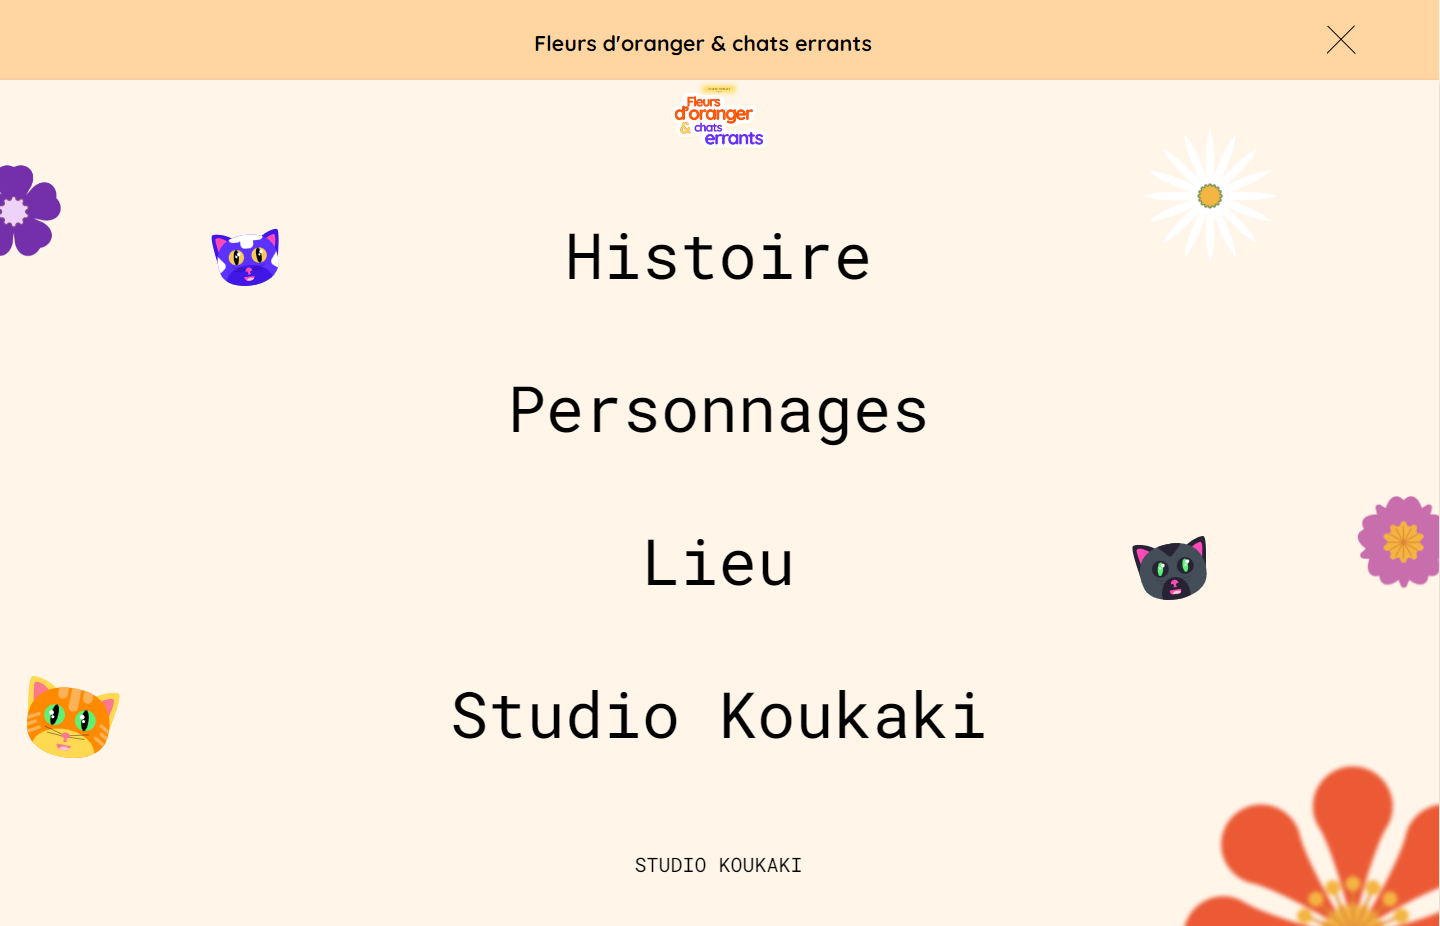 Fleurs d'oranger & chats errants
Fleurs
d'oranger
& chats
errants
Histoire
Personnages
Lieu
Studio Koukaki
STUDIO KOUKAKI